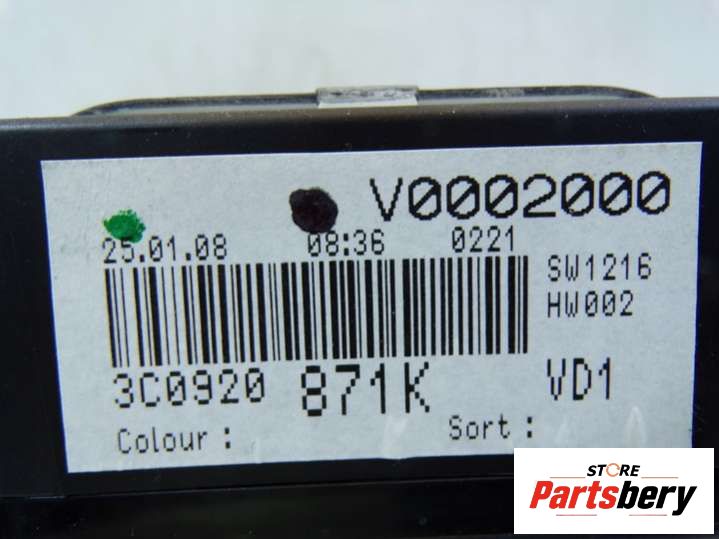 V0002000
25.01.08 08:36 0221
SW1216
HW002
3C0920 871K VD1
Colour : Sort :
STORE
Partsbery